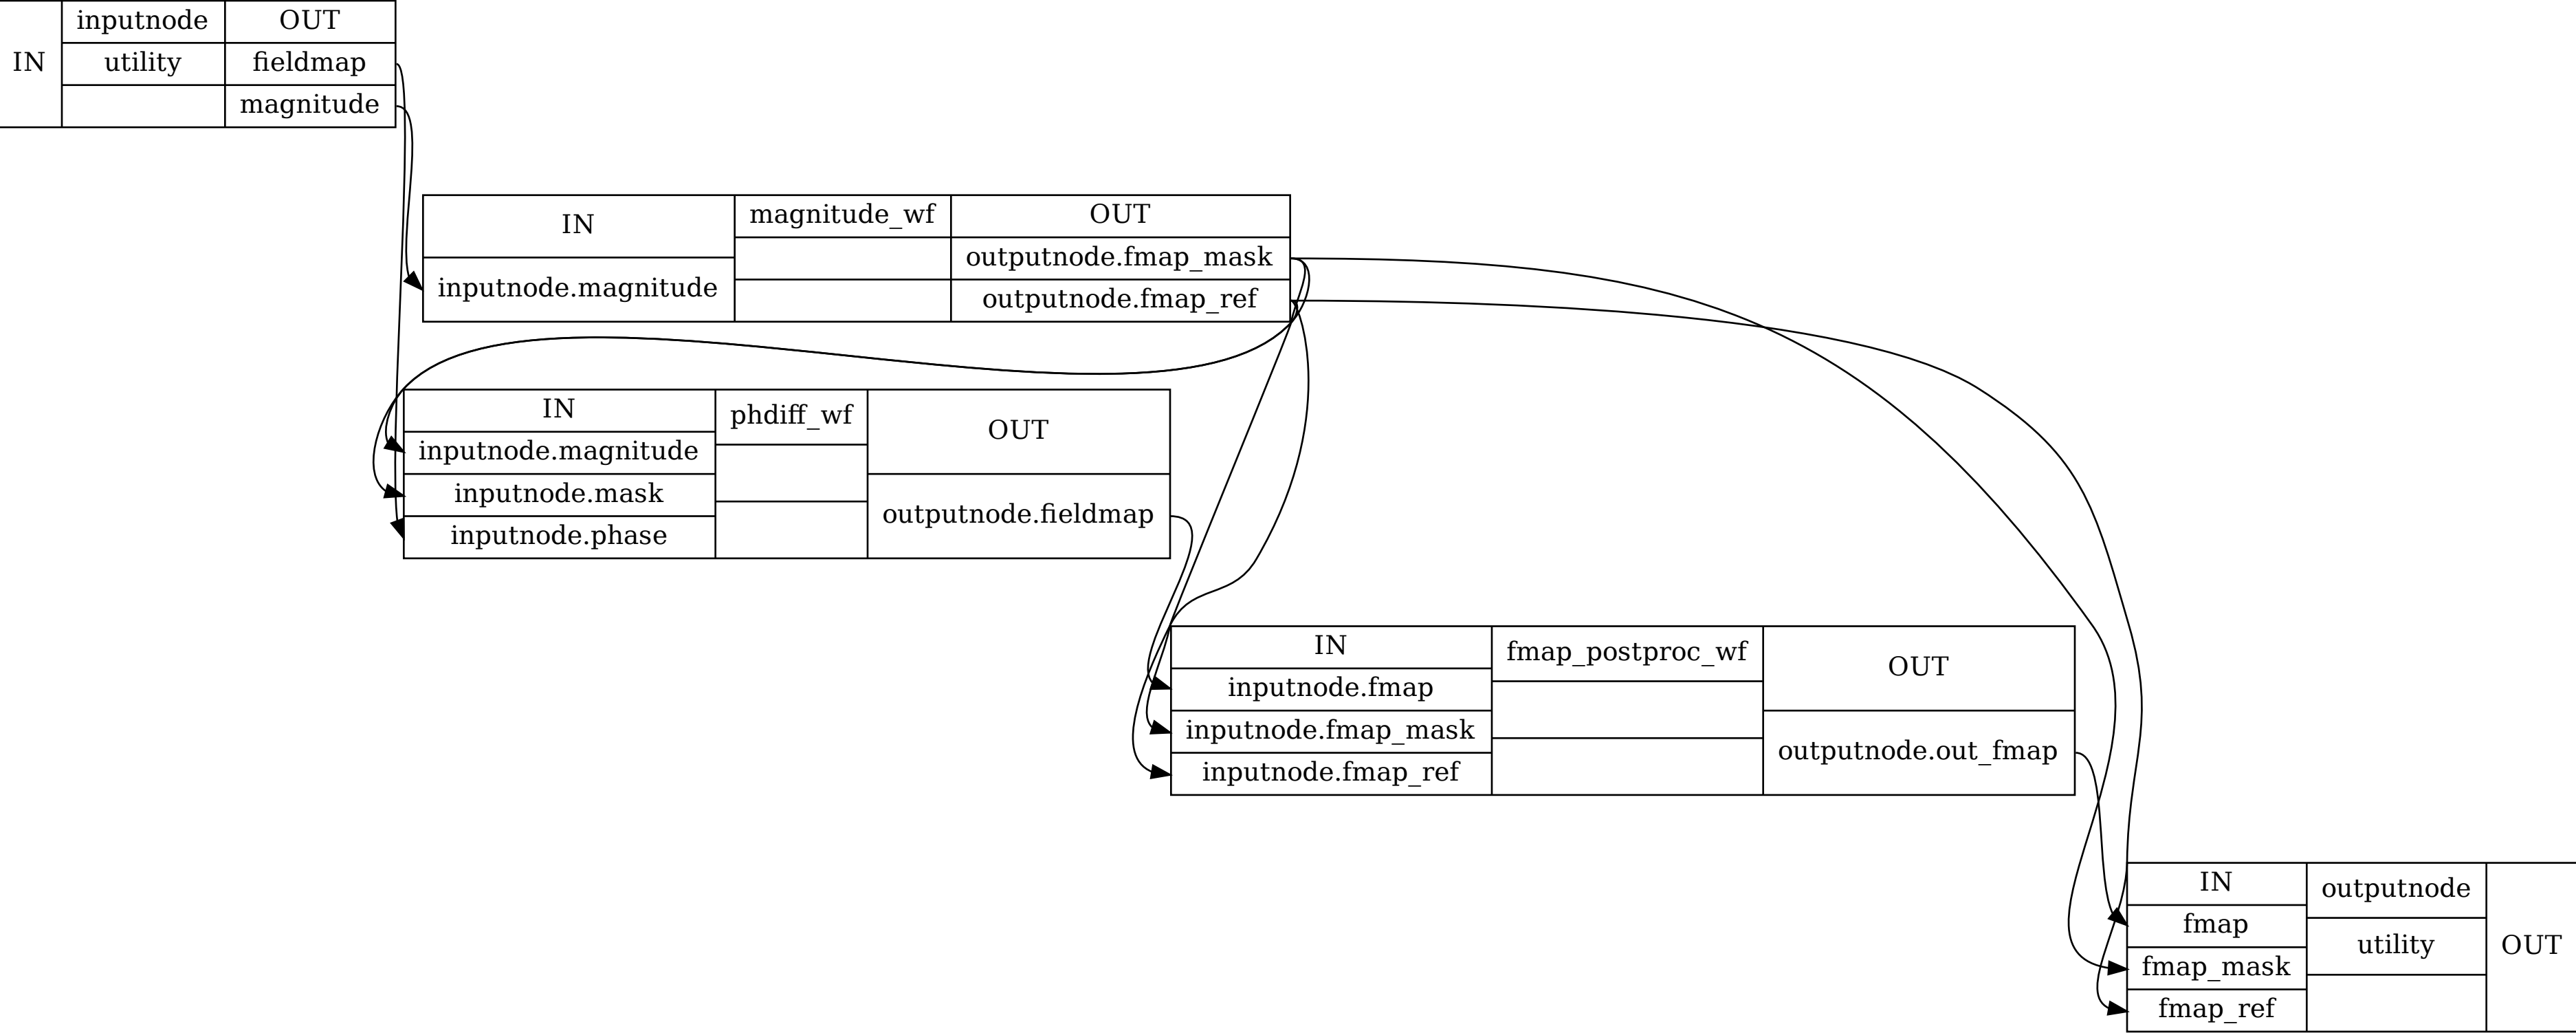 IN
inputnode
OUT
utility
fieldmap
magnitude
IN
magnitude_wf
OUT
outputnode.fmap_mask
inputnode.magnitude
outputnode.fmap_ref
IN
phdiff_wf
OUT
inputnode.magnitude
inputnode.mask
outputnode.fieldmap
inputnode.phase
IN
fmap_postproc_wf
OUT
inputnode.fmap
inputnode.fmap_mask
outputnode.out_fmap
inputnode.fmap_ref
IN
outputnode
OUT
fmap
utility
fmap_mask
fmap_ref